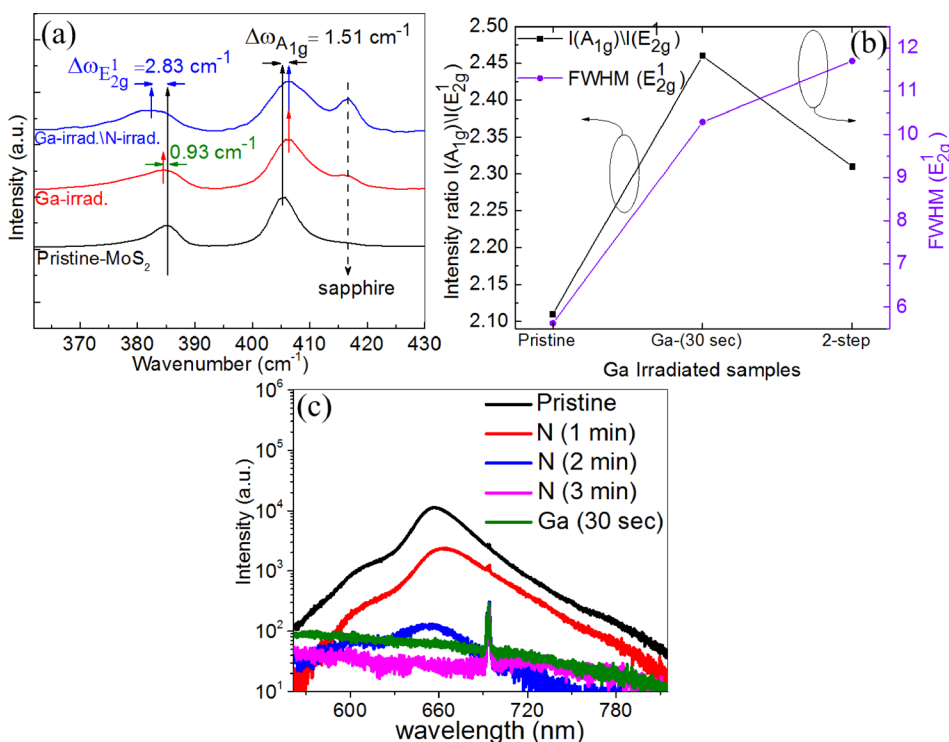 (a)
Δω_A1g = 1.51 cm⁻¹
Δω_E¹2g = 2.83 cm⁻¹
Ga-irrad.\N-irrad.
0.93 cm⁻¹
Ga-irrad.
Pristine-MoS₂
sapphire
Intensity (a.u.)
370 380 390 400 410 420 430
Wavenumber (cm⁻¹)
(b)
I(A1g)\I(E¹2g)
FWHM (E¹2g)
Intensity ratio I(A1g)\I(E¹2g)
2.50
2.45
2.40
2.35
2.30
2.25
2.20
2.15
2.10
12
11
10
9
8
7
6
FWHM (E¹2g)
Pristine Ga-(30 sec) 2-step
Ga Irradiated samples
(c)
Pristine
N (1 min)
N (2 min)
N (3 min)
Ga (30 sec)
Intensity (a.u.)
10⁶
10⁵
10⁴
10³
10²
10¹
600 660 720 780
wavelength (nm)